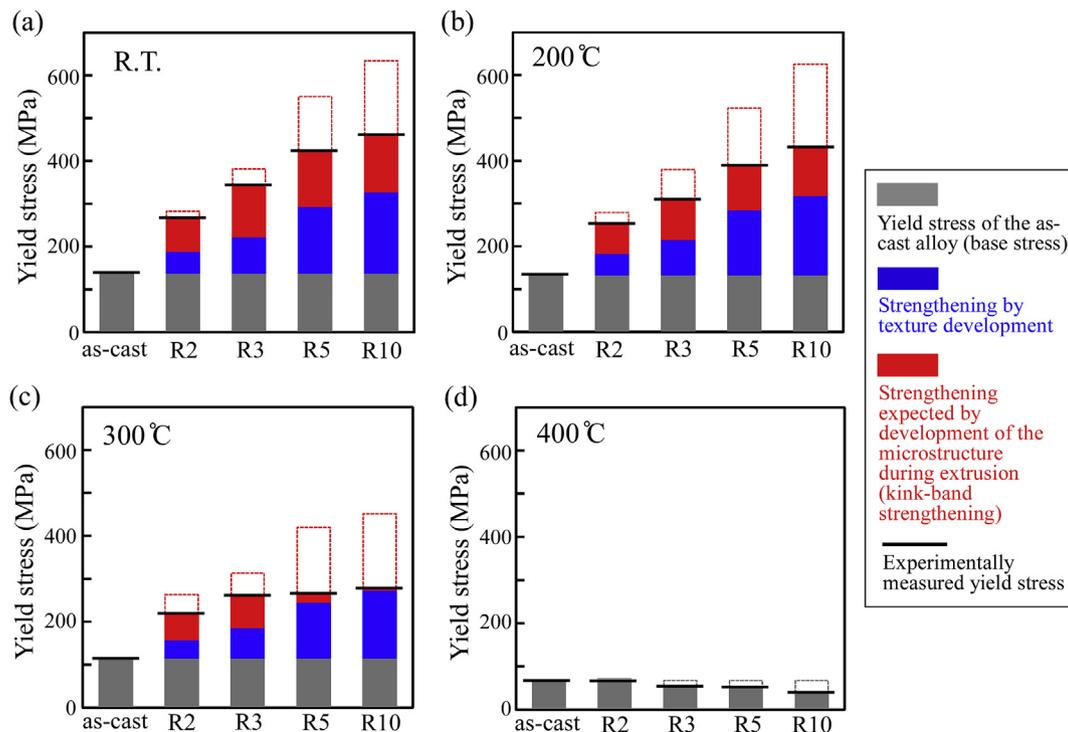 (a)
R.T.
Yield stress (MPa)
600
400
200
0
as-cast R2 R3 R5 R10
(b)
200℃
Yield stress (MPa)
600
400
200
0
as-cast R2 R3 R5 R10
(c)
300℃
Yield stress (MPa)
600
400
200
0
as-cast R2 R3 R5 R10
(d)
400℃
Yield stress (MPa)
600
400
200
0
as-cast R2 R3 R5 R10
Yield stress of the as-
cast alloy (base stress)
Strengthening by
texture development
Strengthening
expected by
development of the
microstructure
during extrusion
(kink-band
strengthening)
Experimentally
measured yield stress